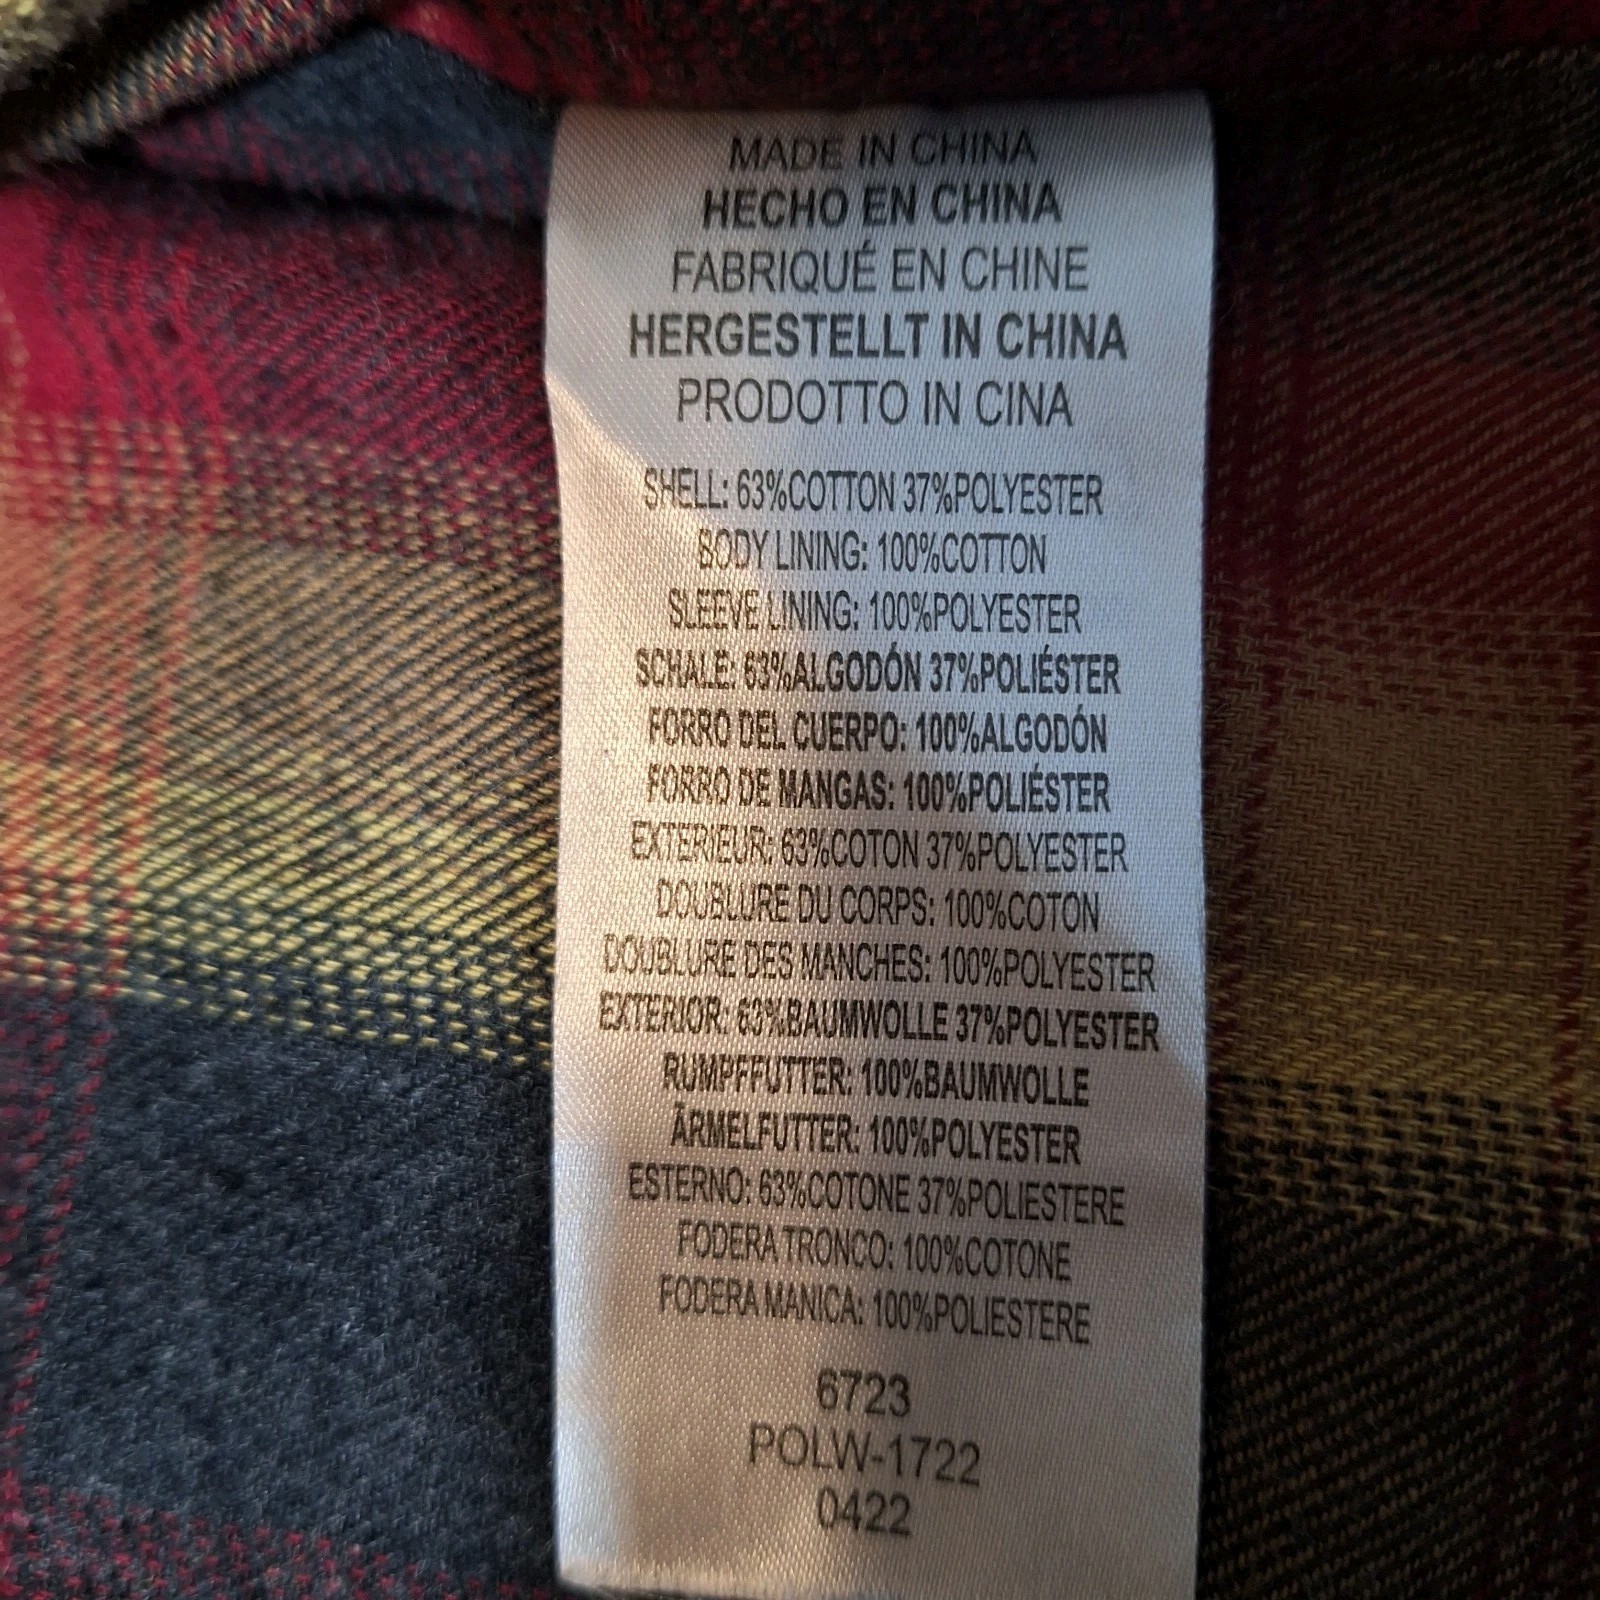 MADE IN CHINA
HECHO EN CHINA
FABRIQUÉ EN CHINE
HERGESTELLT IN CHINA
PRODOTTO IN CINA
SHELL: 63%COTTON 37%POLYESTER
BODY LINING: 100%COTTON
SLEEVE LINING: 100%POLYESTER
SCHALE: 63%ALGODÓN 37%POLIÉSTER
FORRO DEL CUERPO: 100%ALGODÓN
FORRO DE MANGAS: 100%POLIÉSTER
EXTERIEUR: 63%COTON 37%POLYESTER
DOUBLURE DU CORPS: 100%COTON
DOUBLURE DES MANCHES: 100%POLYESTER
EXTERIOR: 63%BAUMWOLLE 37%POLYESTER
RUMPFFUTTER: 100%BAUMWOLLE
ÄRMELFUTTER: 100%POLYESTER
ESTERNO: 63%COTONE 37%POLIESTERE
FODERA TRONCO: 100%COTONE
FODERA MANICA: 100%POLIESTERE
6723
POLW-1722
0422